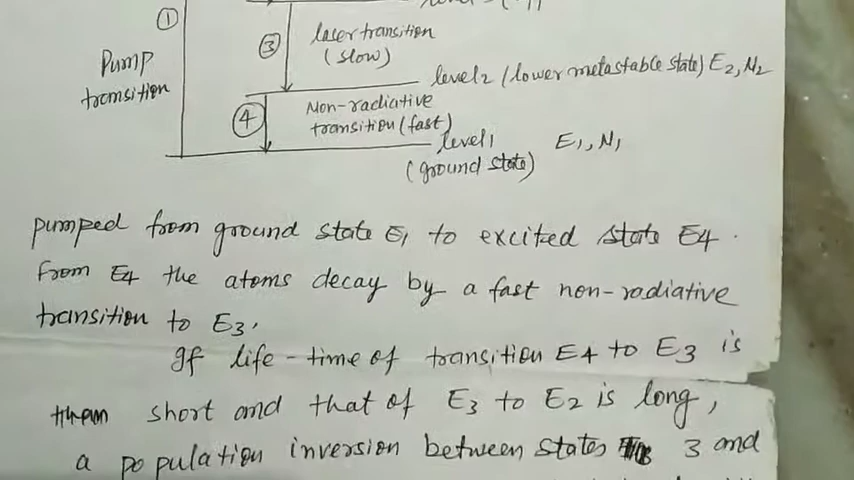 ①
③ laser transition
(slow)
Pump
transition
level2 (lower metastable state) E2, N2
④ Non-radiative
transition (fast)
level1 E1, N1
(ground state)
pumped from ground state E1 to excited state E4.
From E4 the atoms decay by a fast non-radiative
transition to E3.
If life-time of transition E4 to E3 is
short and that of E3 to E2 is long,
a population inversion between states 3 and